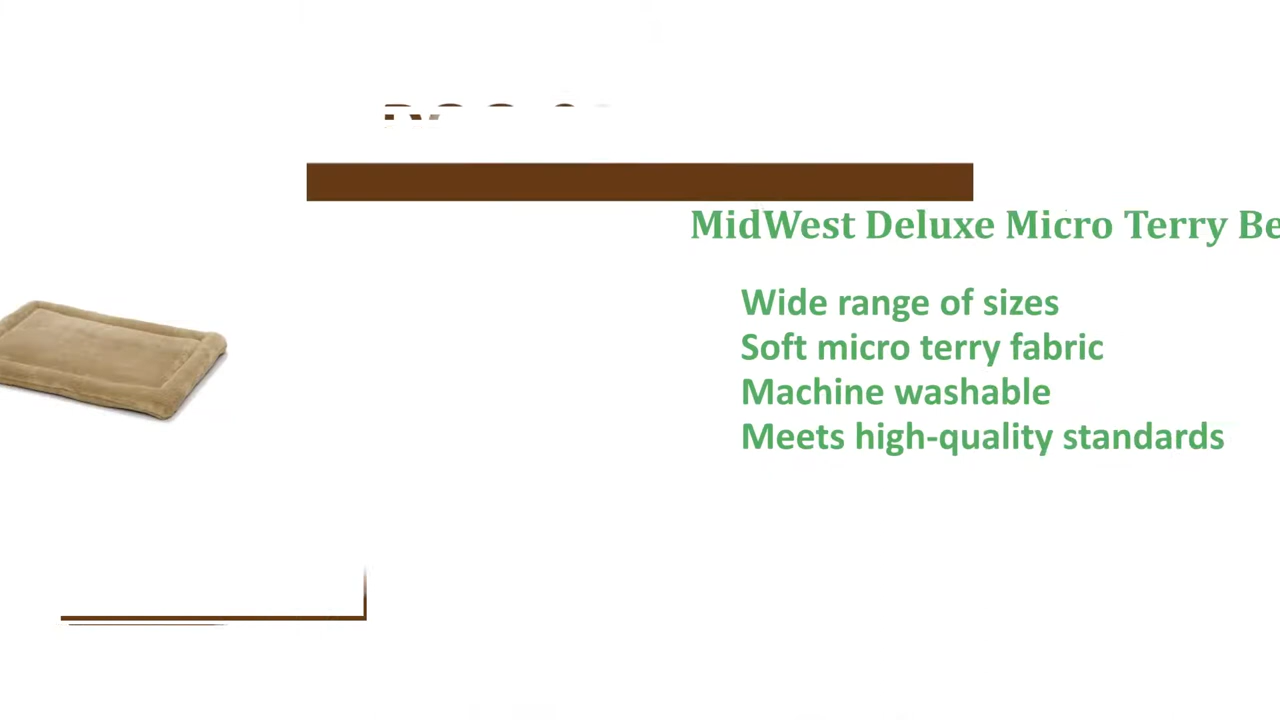 MidWest Deluxe Micro Terry Be
Wide range of sizes
Soft micro terry fabric
Machine washable
Meets high-quality standards